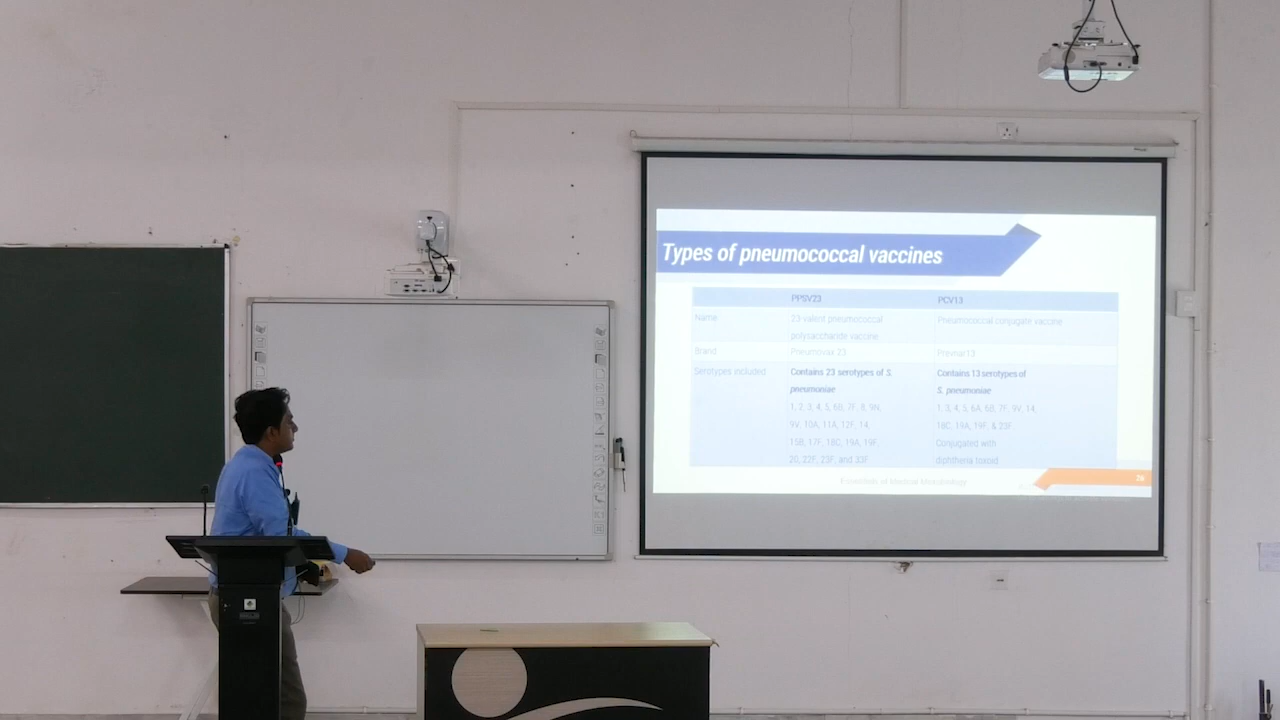 Types of pneumococcal vaccines
PPSV23 PCV13
Name 23-valent pneumococcal Pneumococcal conjugate vaccine
polysaccharide vaccine
Brand Pneumovax 23 Prevnar13
Serotypes included Contains 23 serotypes of S. Contains 13 serotypes of
pneumoniae S. pneumoniae
1, 2, 3, 4, 5, 6B, 7F, 8, 9N, 1, 3, 4, 5, 6A, 6B, 7F, 9V, 14,
9V, 10A, 11A, 12F, 14, 18C, 19A, 19F, & 23F.
15B, 17F, 18C, 19A, 19F, Conjugated with
20, 22F, 23F, and 33F diphtheria toxoid
Essentials of Medical Microbiology 26